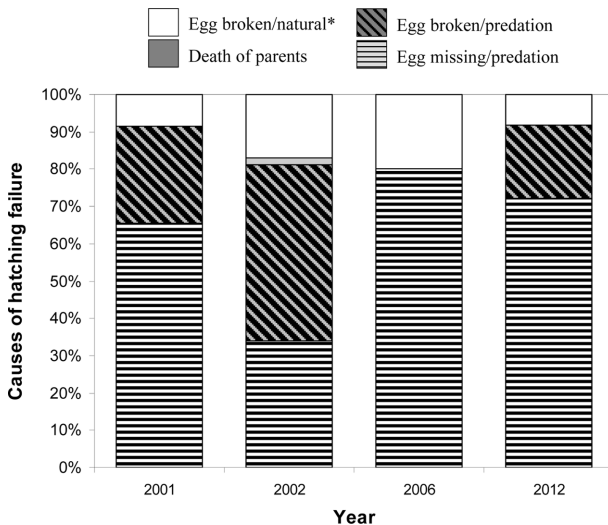 Egg broken/natural*
Egg broken/predation
Death of parents
Egg missing/predation
100%
90%
80%
70%
60%
50%
40%
30%
20%
10%
0%
Causes of hatching failure
2001
2002
2006
2012
Year